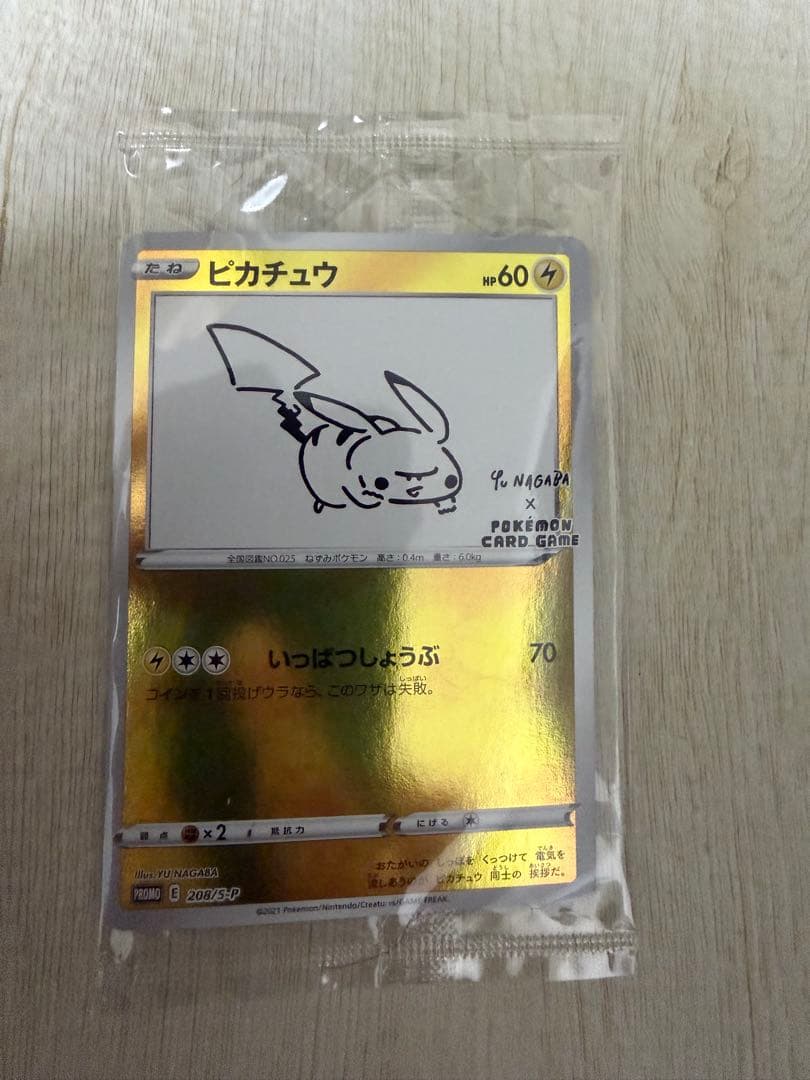 たね ピカチュウ HP60
YU NAGABA
X
POKÉMON
CARD GAME
全国図鑑NO.025 ねずみポケモン 高さ:0.4m 重さ:6.0kg
いっぱつしょうぶ 70
コインを1回投げウラなら、このワザは失敗。
弱点 ×2 抵抗力 にげる
おたがいの しっぽを くっつけて 電気を
流しあうのが ピカチュウ 同士の 挨拶だ。
Illus. YU NAGABA
PROMO E 208/S-P
©2021 Pokémon/Nintendo/Creatures/GAME FREAK.